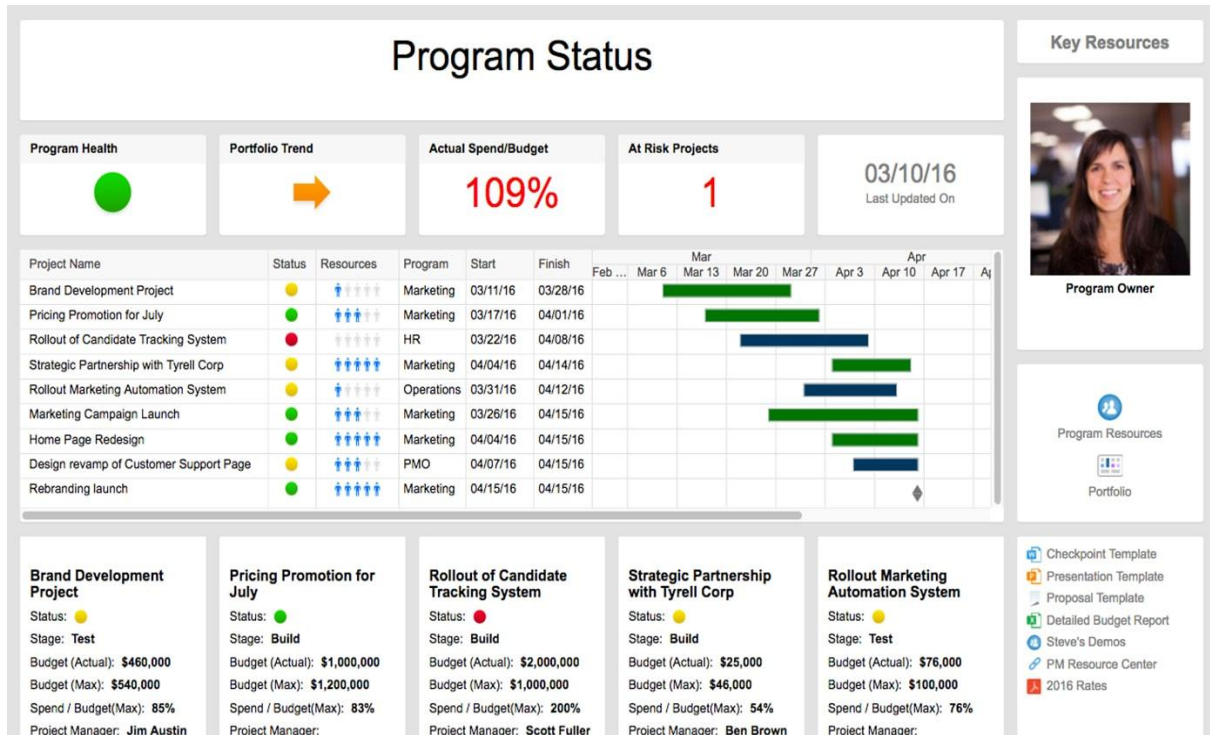 Program Status
Key Resources
Program Health
Portfolio Trend
Actual Spend/Budget
At Risk Projects
109%
1
03/10/16
Last Updated On
Program Owner
Project Name Status Resources Program Start Finish Mar Apr
Feb ... Mar 6 Mar 13 Mar 20 Mar 27 Apr 3 Apr 10 Apr 17
Brand Development Project Marketing 03/11/16 03/28/16
Pricing Promotion for July Marketing 03/17/16 04/01/16
Rollout of Candidate Tracking System HR 03/22/16 04/08/16
Strategic Partnership with Tyrell Corp Marketing 04/04/16 04/14/16
Rollout Marketing Automation System Operations 03/31/16 04/12/16
Marketing Campaign Launch Marketing 03/26/16 04/15/16
Home Page Redesign Marketing 04/04/16 04/15/16
Design revamp of Customer Support Page PMO 04/07/16 04/15/16
Rebranding launch Marketing 04/15/16 04/15/16
Program Resources
Portfolio
Brand Development
Project
Status:
Stage: Test
Budget (Actual): $460,000
Budget (Max): $540,000
Spend / Budget(Max): 85%
Project Manager: Jim Austin
Pricing Promotion for
July
Status:
Stage: Build
Budget (Actual): $1,000,000
Budget (Max): $1,200,000
Spend / Budget(Max): 83%
Project Manager:
Rollout of Candidate
Tracking System
Status:
Stage: Build
Budget (Actual): $2,000,000
Budget (Max): $1,000,000
Spend / Budget(Max): 200%
Project Manager: Scott Fuller
Strategic Partnership
with Tyrell Corp
Status:
Stage: Build
Budget (Actual): $25,000
Budget (Max): $46,000
Spend / Budget(Max): 54%
Project Manager: Ben Brown
Rollout Marketing
Automation System
Status:
Stage: Test
Budget (Actual): $76,000
Budget (Max): $100,000
Spend / Budget(Max): 76%
Project Manager:
Checkpoint Template
Presentation Template
Proposal Template
Detailed Budget Report
Steve's Demos
PM Resource Center
2016 Rates